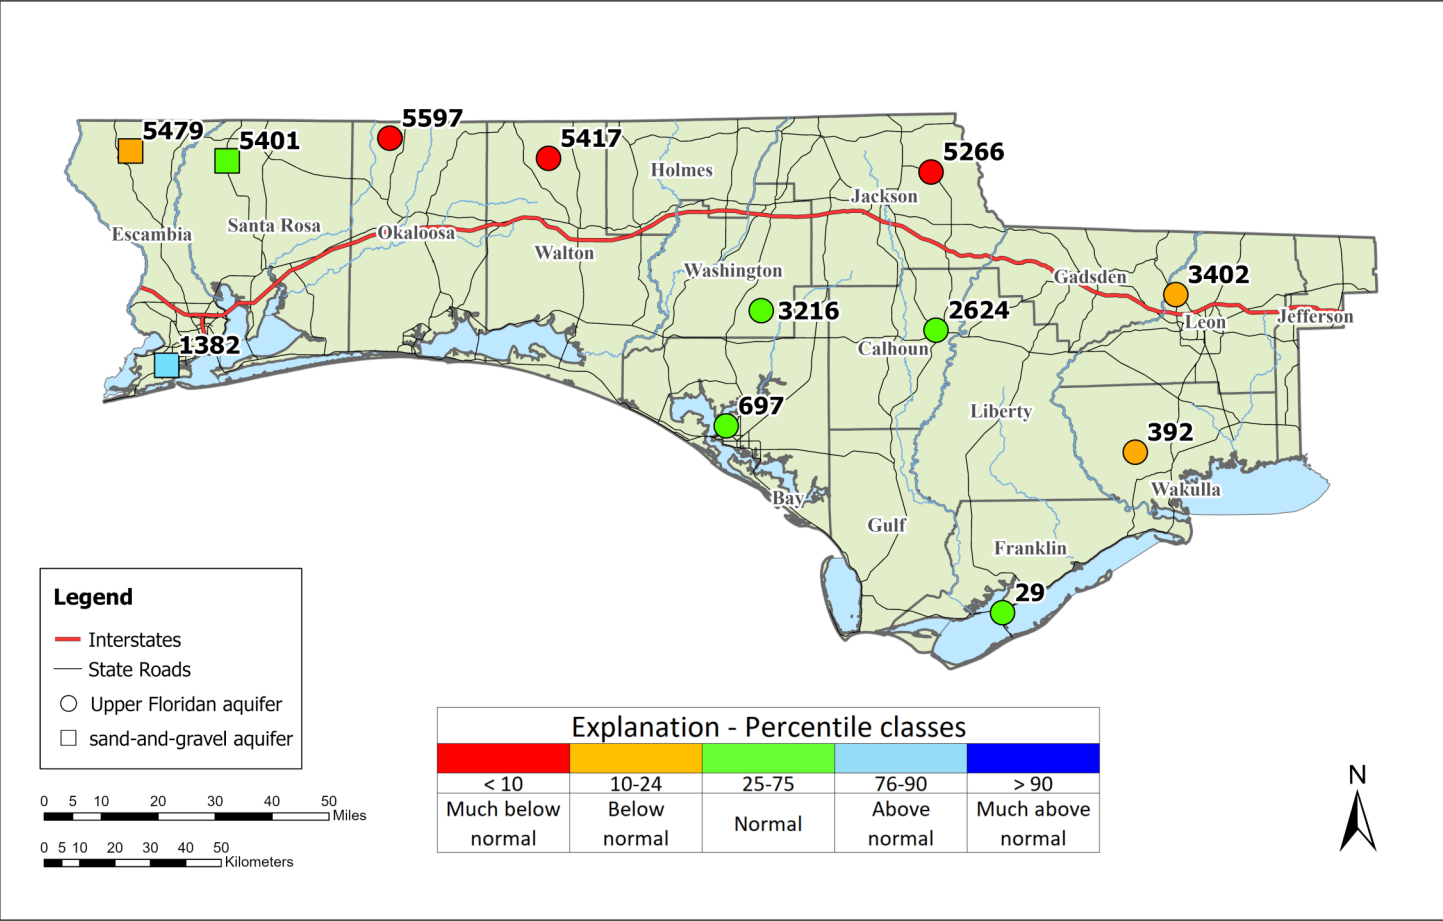 5597
5479
5401
5417
5266
Holmes
Jackson
Escambia
Santa Rosa
Okaloosa
Walton
Washington
Gadsden
3402
3216
2624
Leon
Jefferson
1382
Calhoun
697
Liberty
392
Bay
Wakulla
Gulf
Franklin
29
Legend
Interstates
State Roads
Upper Floridan aquifer
sand-and-gravel aquifer
0 5 10 20 30 40 50
Miles
0 5 10 20 30 40 50
Kilometers
Explanation - Percentile classes
< 10 10-24 25-75 76-90 > 90
Much below normal
Below normal
Normal
Above normal
Much above normal
N